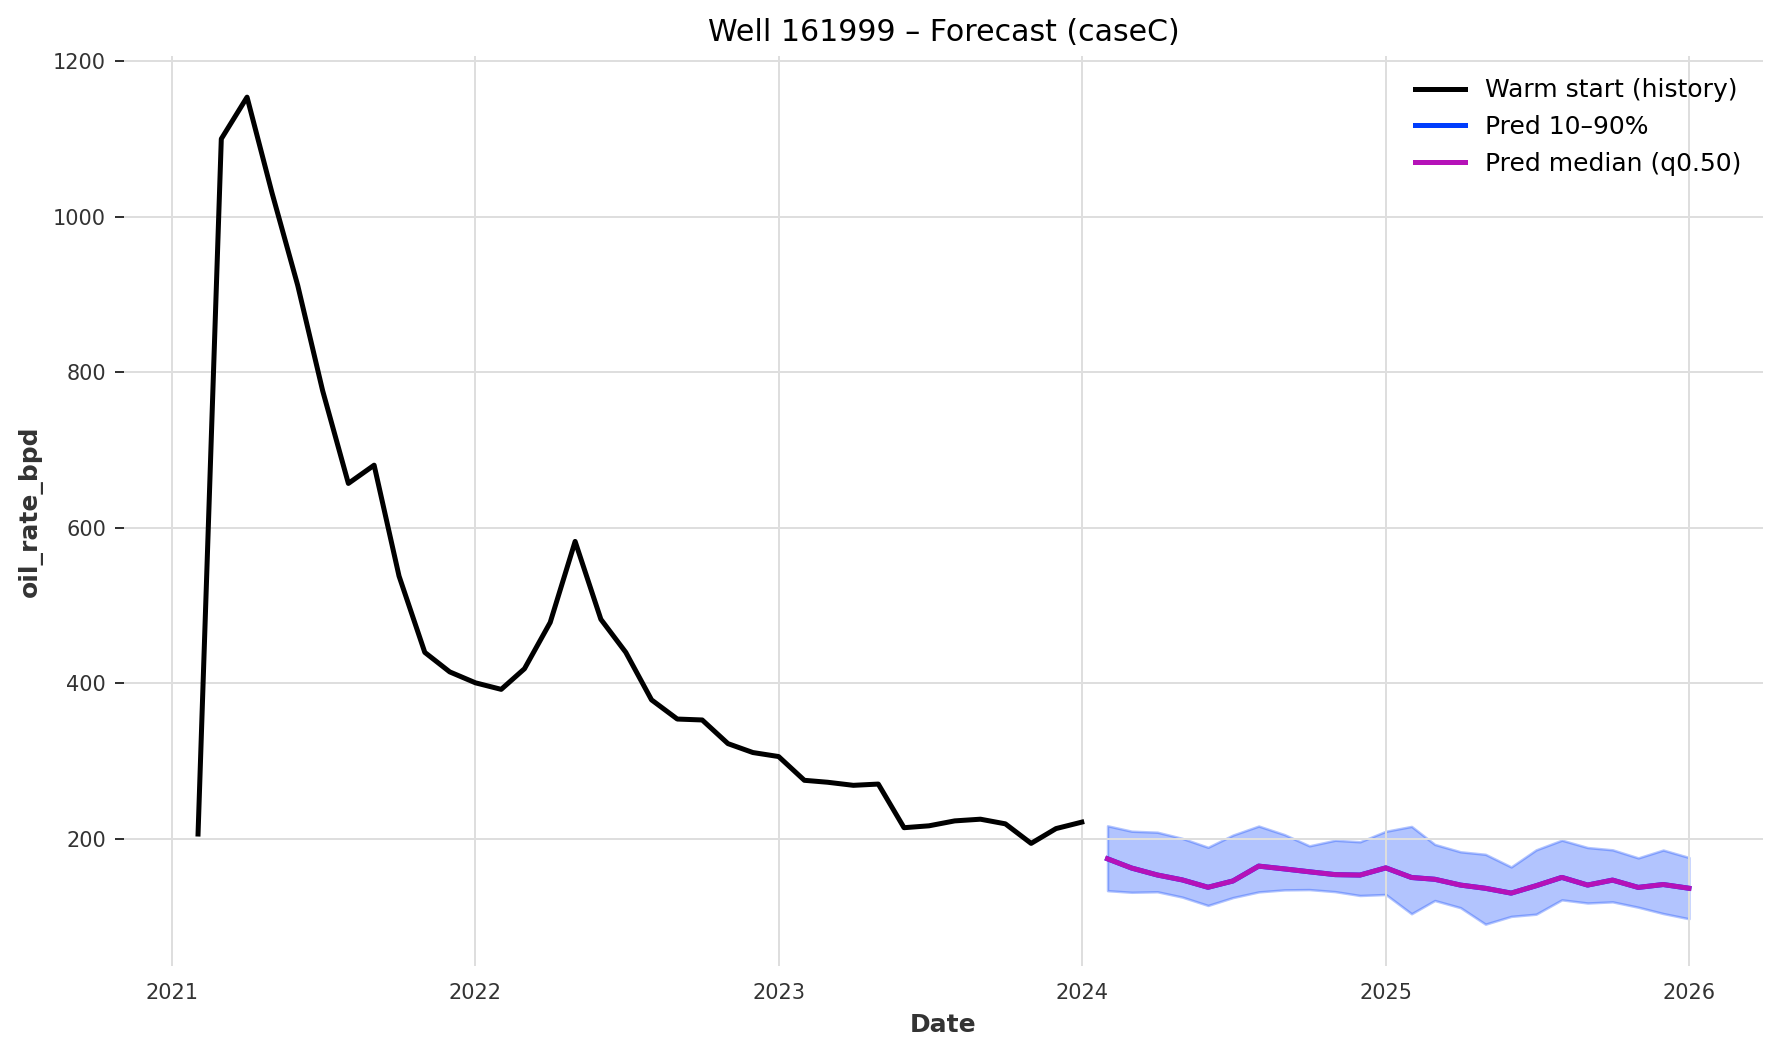 Well 161999 – Forecast (caseC)
Warm start (history)
Pred 10–90%
Pred median (q0.50)
oil_rate_bpd
1200
1000
800
600
400
200
2021 2022 2023 2024 2025 2026
Date